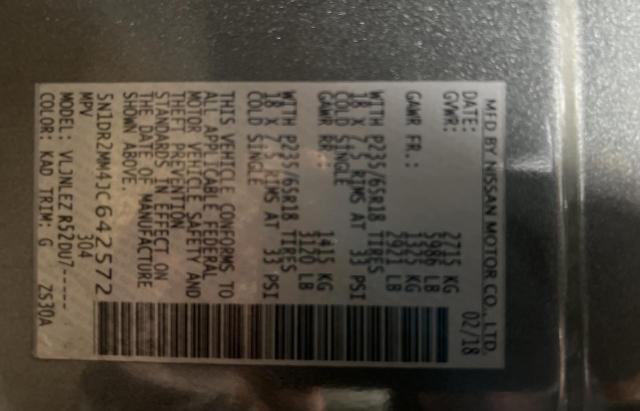 MFD BY NISSAN MOTOR CO., LTD.
DATE: 02/18
GVWR: 2715 KG
5986 LB
GAWR FR.: 1327 KG
LB
WITH P235/65R18 TIRES
18 X 7.5 RIMS AT 33 PSI
COLD SINGLE
GAWR RR 1415 KG
3120 LB
WITH P235/65R18 TIRES
18 X 7.5 RIMS AT 33 PSI
COLD SINGLE
THIS VEHICLE CONFORMS TO
ALL APPLICABLE FEDERAL
MOTOR VEHICLE SAFETY AND
THEFT PREVENTION
STANDARDS IN EFFECT ON
THE DATE OF MANUFACTURE
SHOWN ABOVE.
5N1DR2MM4JC642572
MPV 304
MODEL: VLJNLEZ R52DU7-----
COLOR: KAD TRIM: G ZS30A